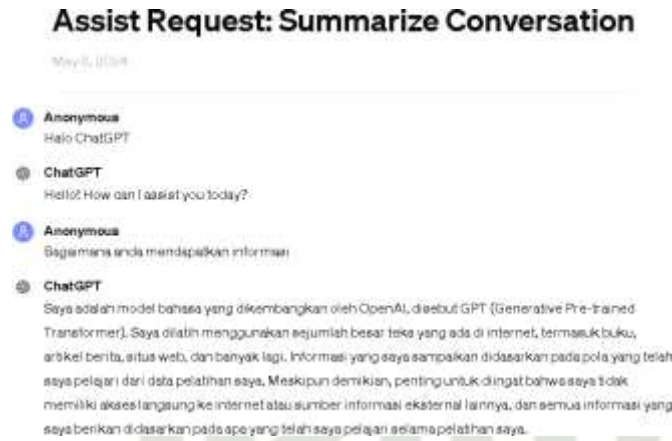 Assist Request: Summarize Conversation
May 8, 2024
Anonymous
Halo ChatGPT
ChatGPT
Hello! How can I assist you today?
Anonymous
Bagaimana anda mendapatkan informasi
ChatGPT
Saya adalah model bahasa yang dikembangkan oleh OpenAI, disebut GPT (Generative Pre-trained
Transformer). Saya dilatih menggunakan sejumlah besar teks yang ada di internet, termasuk buku,
artikel berita, situs web, dan banyak lagi. Informasi yang saya sampaikan didasarkan pada pola yang telah
saya pelajari dari data pelatihan saya. Meskipun demikian, penting untuk diingat bahwa saya tidak
memiliki akses langsung ke internet atau sumber informasi eksternal lainnya, dan semua informasi yang
saya berikan didasarkan pada apa yang telah saya pelajari selama pelatihan saya.